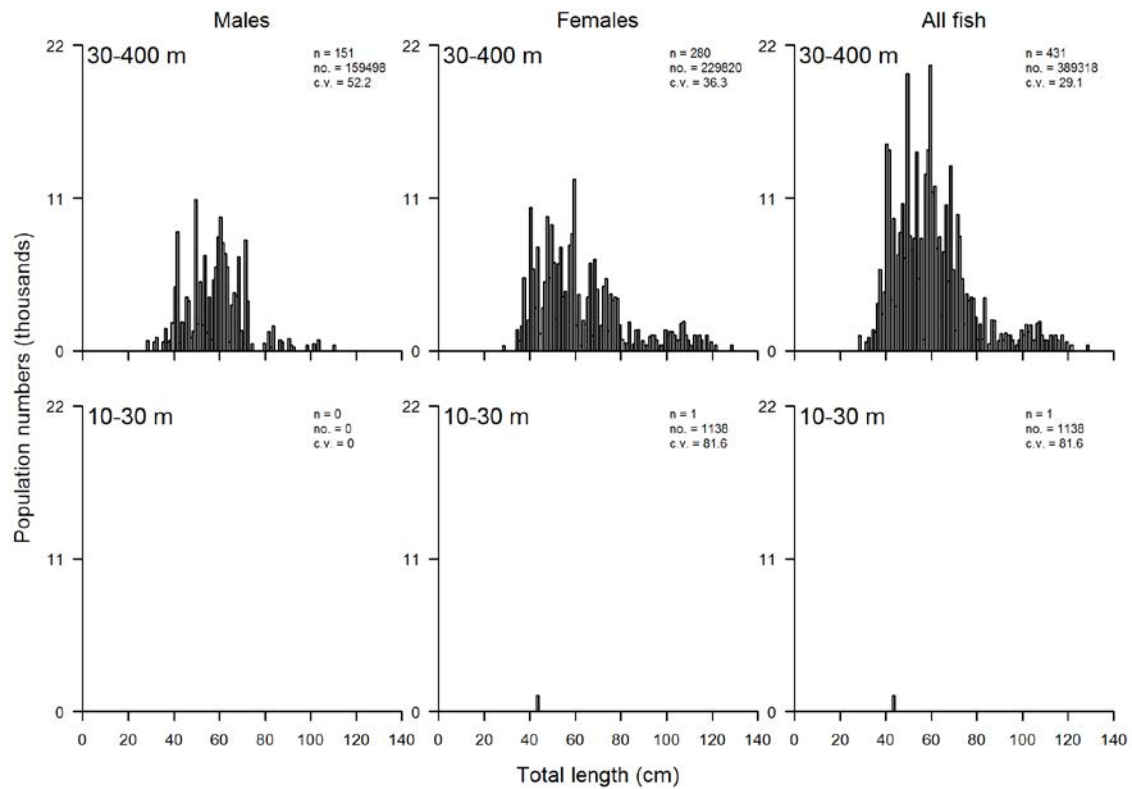 Males Females All fish
22 30-400 m n = 151
no. = 159498
c.v. = 52.2
11
0
22 30-400 m n = 280
no. = 229820
c.v. = 36.3
11
0
22 30-400 m n = 431
no. = 389318
c.v. = 29.1
11
0
Population numbers (thousands)
22 10-30 m n = 0
no. = 0
c.v. = 0
11
0
0 20 40 60 80 100 120 140
22 10-30 m n = 1
no. = 1138
c.v. = 81.6
11
0
0 20 40 60 80 100 120 140
22 10-30 m n = 1
no. = 1138
c.v. = 81.6
11
0
0 20 40 60 80 100 120 140
Total length (cm)